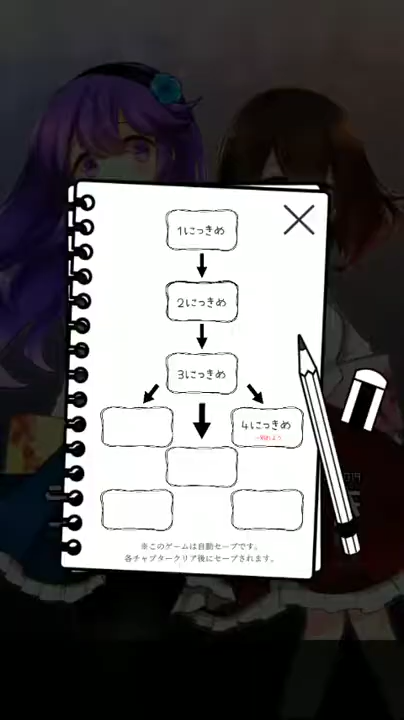 1にっきめ
2にっきめ
3にっきめ
4にっきめ
※このゲームは自動セーブです。
各チャプタークリア後にセーブされます。